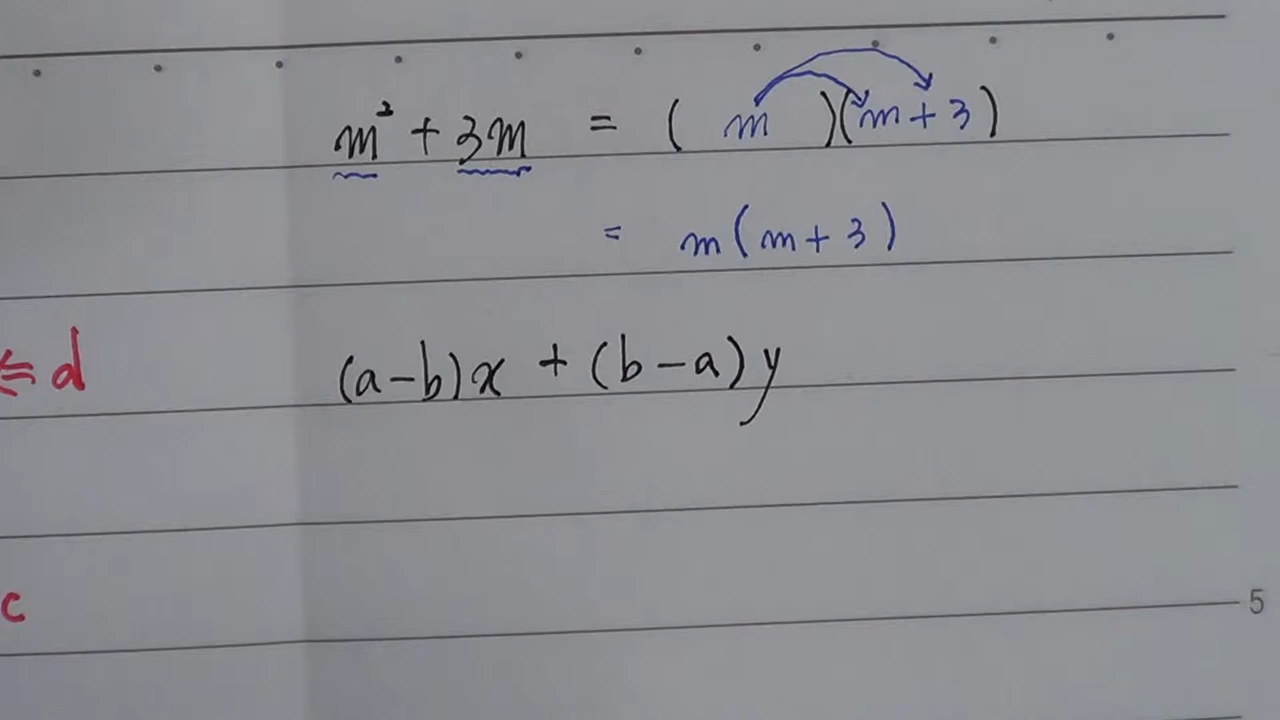 m² + 3m = ( m )(m + 3)
= m(m + 3)
d (a-b)x + (b-a)y
c
5